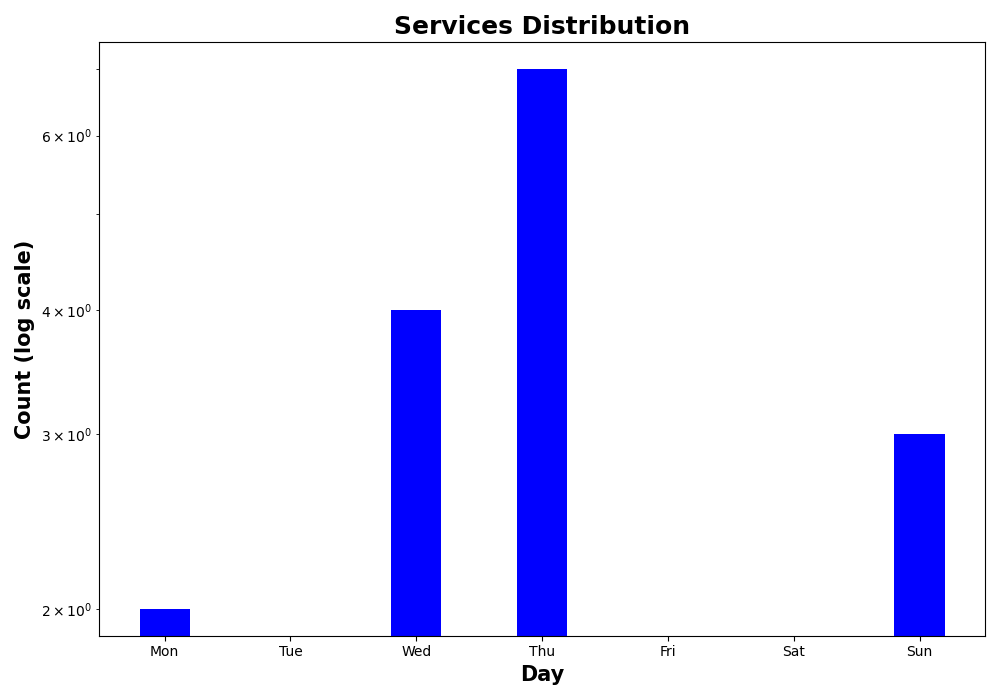 Services Distribution
6 × 10⁰
4 × 10⁰
3 × 10⁰
2 × 10⁰
Count (log scale)
Mon Tue Wed Thu Fri Sat Sun
Day